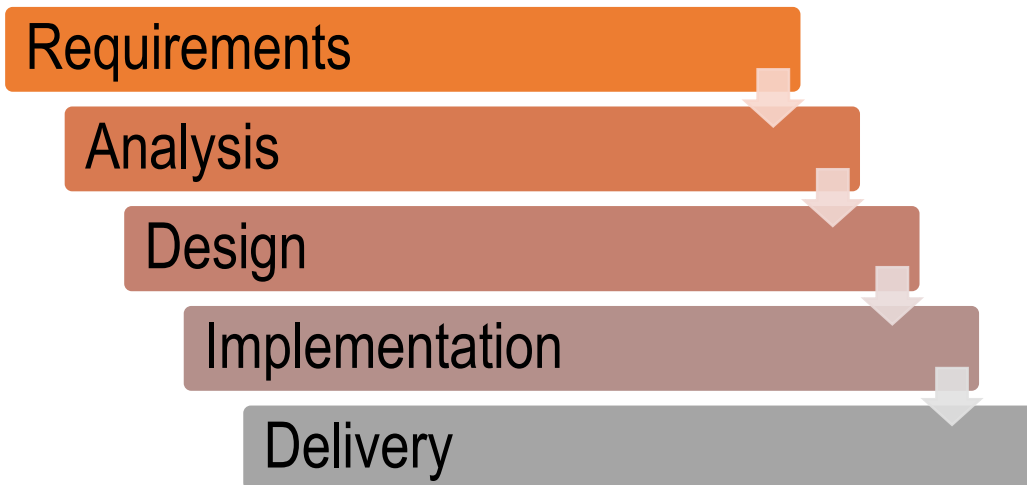 Requirements
Analysis
Design
Implementation
Delivery